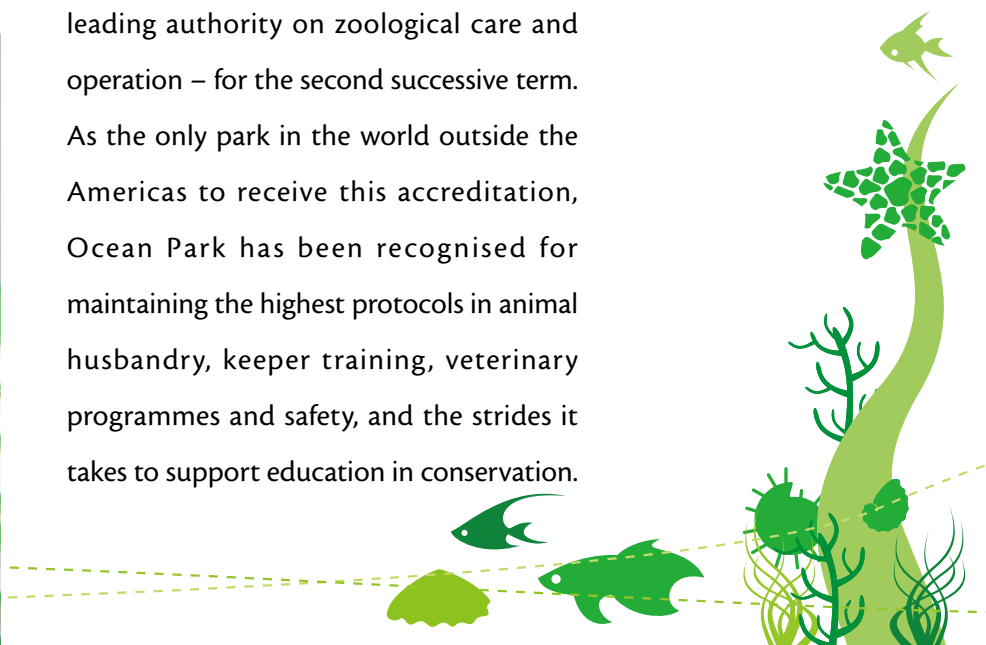 leading authority on zoological care and
operation – for the second successive term.
As the only park in the world outside the
Americas to receive this accreditation,
Ocean Park has been recognised for
maintaining the highest protocols in animal
husbandry, keeper training, veterinary
programmes and safety, and the strides it
takes to support education in conservation.